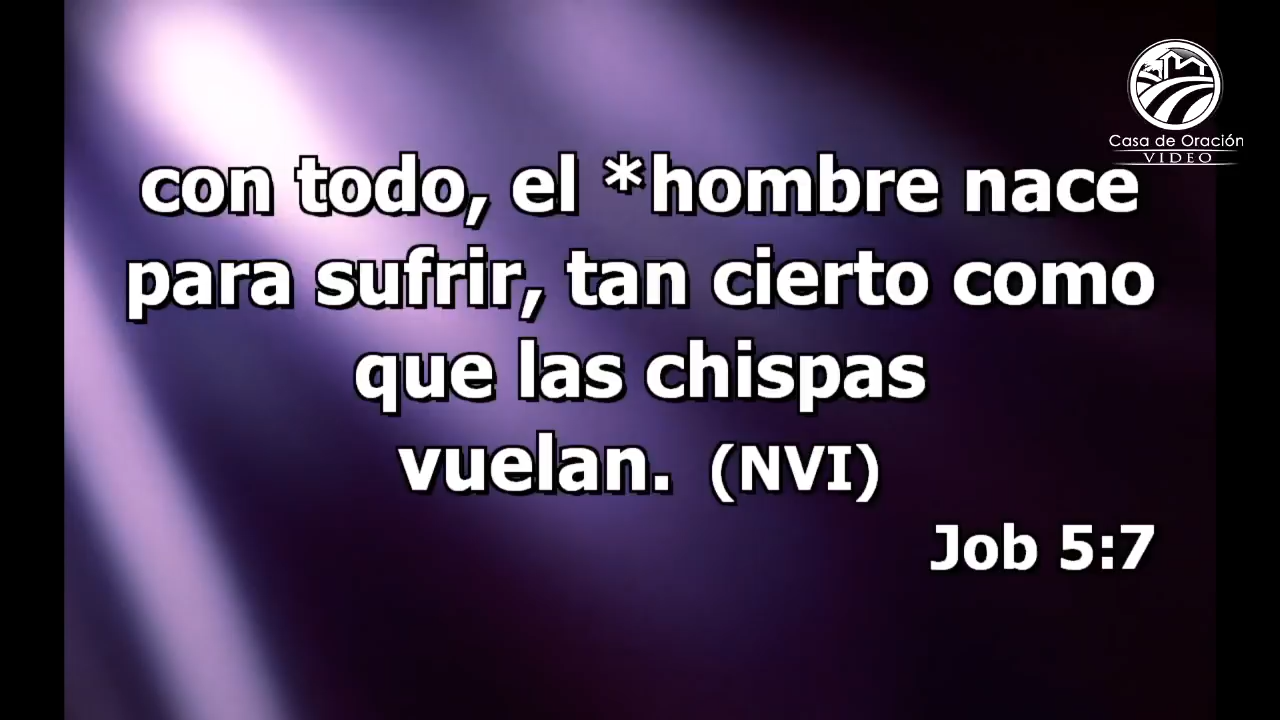 Casa de Oración
VIDEO
con todo, el *hombre nace
para sufrir, tan cierto como
que las chispas
vuelan. (NVI)
Job 5:7